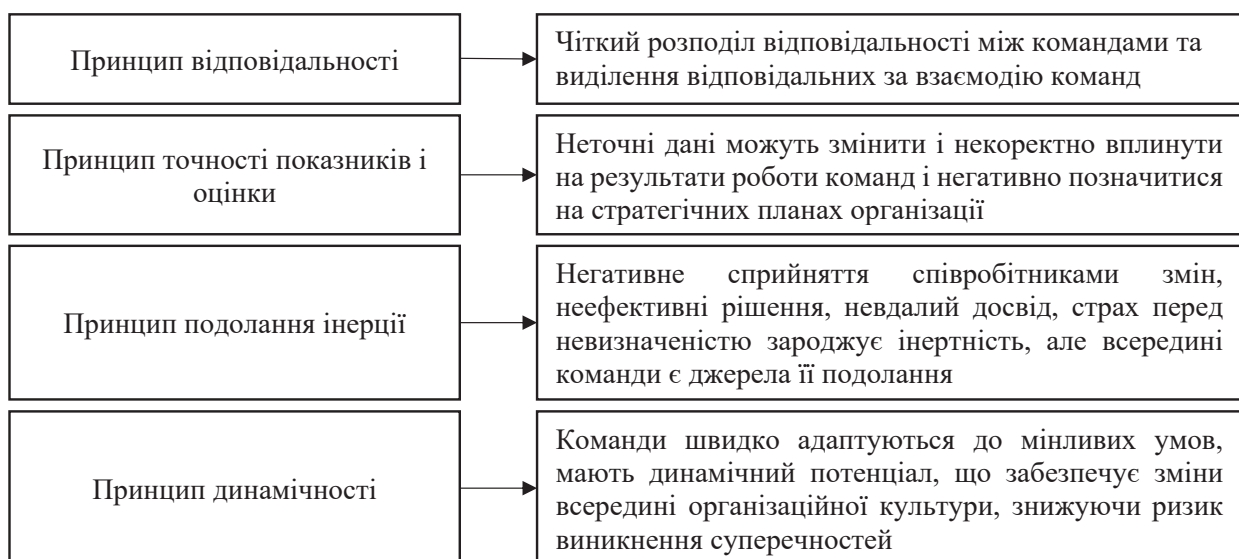 Принцип відповідальності
Чіткий розподіл відповідальності між командами та
виділення відповідальних за взаємодію команд
Принцип точності показників і
оцінки
Неточні дані можуть змінити і некоректно вплинути
на результати роботи команд і негативно позначитися
на стратегічних планах організації
Принцип подолання інерції
Негативне сприйняття співробітниками змін,
неефективні рішення, невдалий досвід, страх перед
невизначеністю зароджує інертність, але всередині
команди є джерела її подолання
Принцип динамічності
Команди швидко адаптуються до мінливих умов,
мають динамічний потенціал, що забезпечує зміни
всередині організаційної культури, знижуючи ризик
виникнення суперечностей